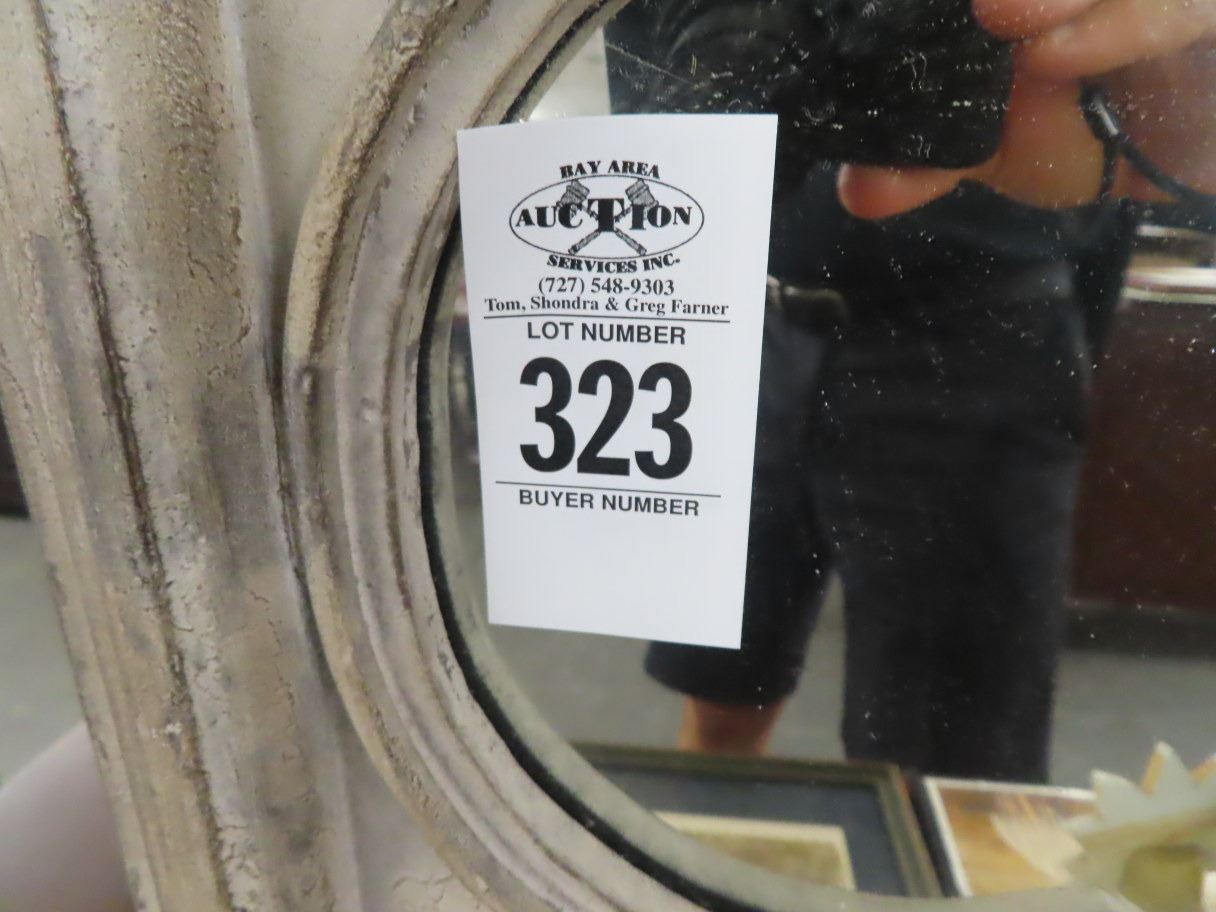 BAY AREA
AUCTION
SERVICES INC.
(727) 548-9303
Tom, Shondra & Greg Farner
LOT NUMBER
323
BUYER NUMBER